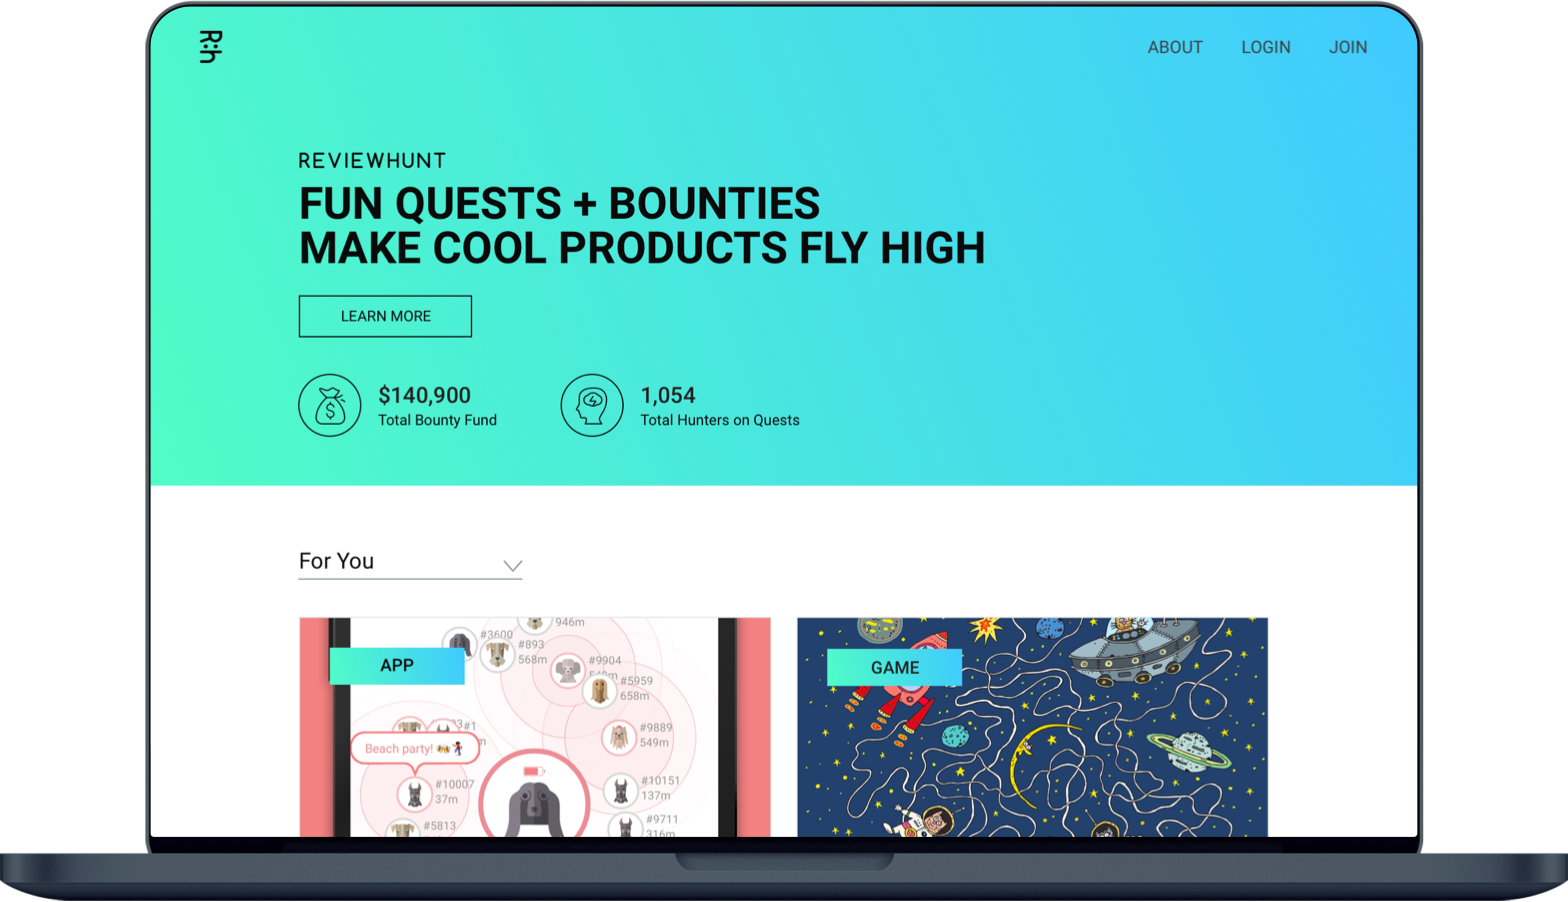 R:h
ABOUT LOGIN JOIN
REVIEWHUNT
FUN QUESTS + BOUNTIES
MAKE COOL PRODUCTS FLY HIGH
LEARN MORE
$140,900
Total Bounty Fund
1,054
Total Hunters on Quests
For You
APP
946m
#3600
#893
568m
#9904
#5959
658m
#9889
549m
#1
Beach party!
#10007
37m
#10151
137m
#5813
#9711
316m
GAME